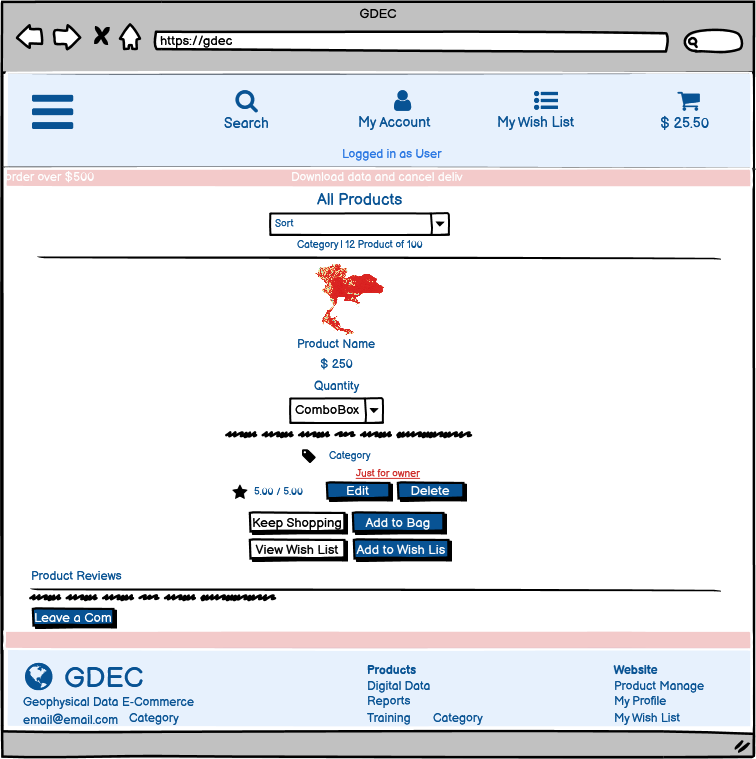 GDEC
https://gdec
Search
My Account
My Wish List
$ 25.50
Logged in as User
order over $500
Download data and cancel deliv
All Products
Sort
Category | 12 Product of 100
Product Name
$ 250
Quantity
ComboBox
Category
Just for owner
5.00 / 5.00
Edit
Delete
Keep Shopping
Add to Bag
View Wish List
Add to Wish Lis
Product Reviews
Leave a Com
GDEC
Geophysical Data E-Commerce
email@email.com
Category
Products
Digital Data
Reports
Training
Category
Website
Product Manage
My Profile
My Wish List